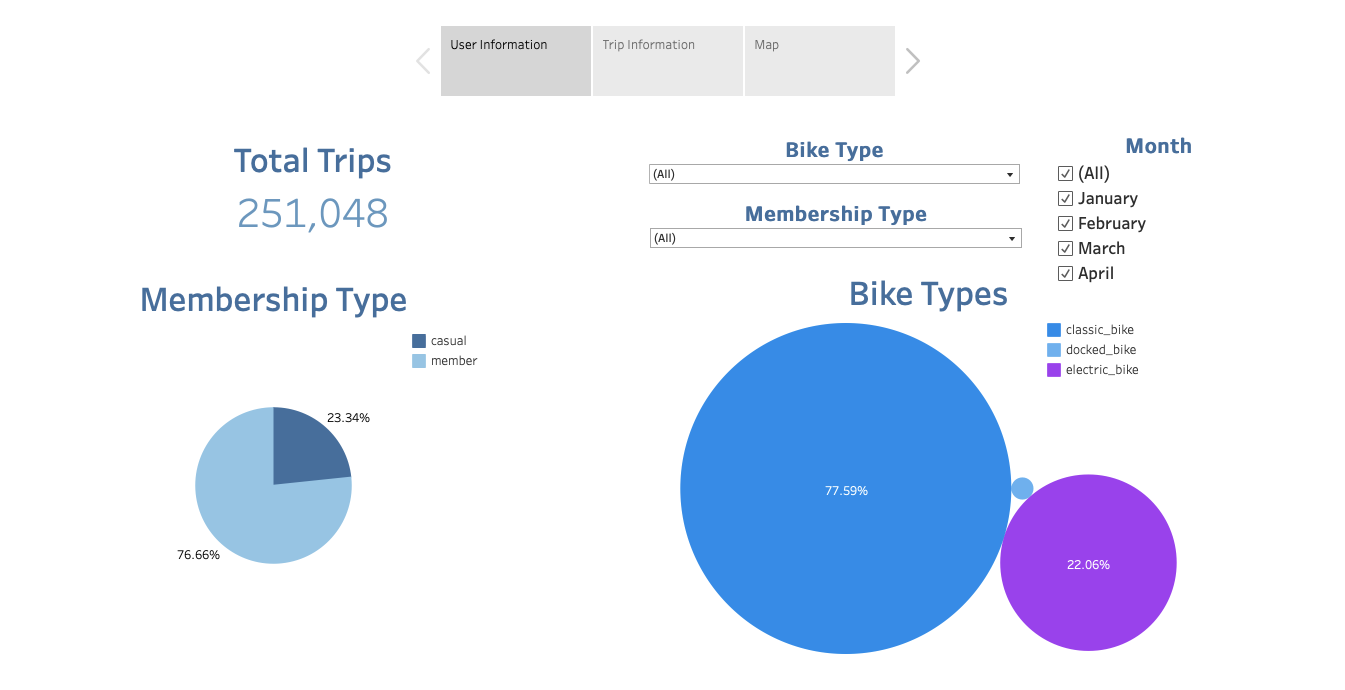 User Information
Trip Information
Map
Total Trips
251,048
Bike Type
(All)
Membership Type
(All)
Month
(All)
January
February
March
April
Membership Type
casual
member
23.34%
76.66%
Bike Types
classic_bike
docked_bike
electric_bike
77.59%
22.06%